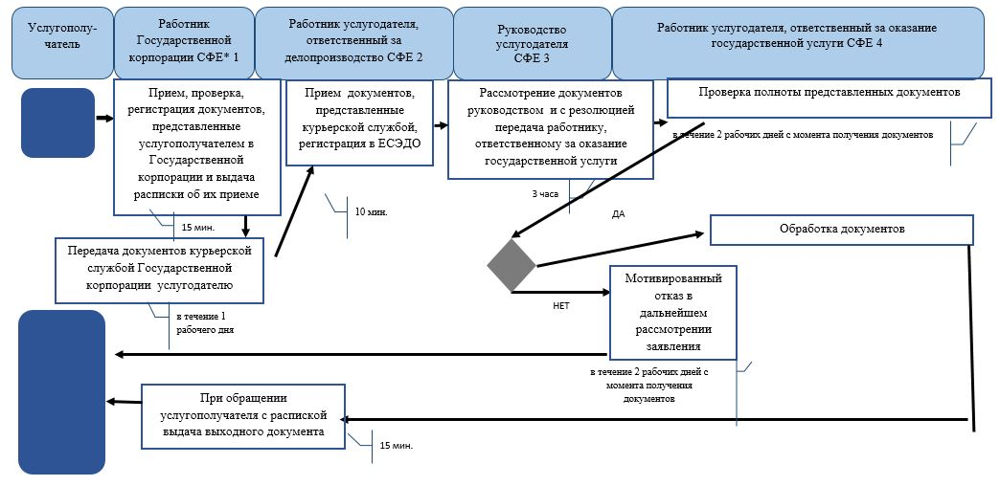 Услугополу-
чатель
Работник
Государственной
корпорации СФЕ* 1
Работник услугодателя,
ответственный за
делопроизводство СФЕ 2
Руководство
услугодателя
СФЕ 3
Работник услугодателя, ответственный за оказание
государственной услуги СФЕ 4
Прием, проверка,
регистрация документов,
представленные
услугополучателем в
Государственной
корпорации и выдача
расписки об их приеме
Прием документов,
представленные
курьерской службой,
регистрация в ЕСЭДО
Рассмотрение документов
руководством и с резолюцией
передача работнику,
ответственному за оказание
государственной услуги
Проверка полноты представленных документов
в течение 2 рабочих дней с момента получения документов
15 мин.
10 мин.
3 часа
ДА
Передача документов курьерской
службой Государственной
корпорации услугодателю
Обработка документов
НЕТ
Мотивированный
отказ в
дальнейшем
рассмотрении
заявления
в течение 1
рабочего дня
в течение 2 рабочих дней с
момента получения
документов
При обращении
услугополучателя с распиской
выдача выходного документа
15 мин.